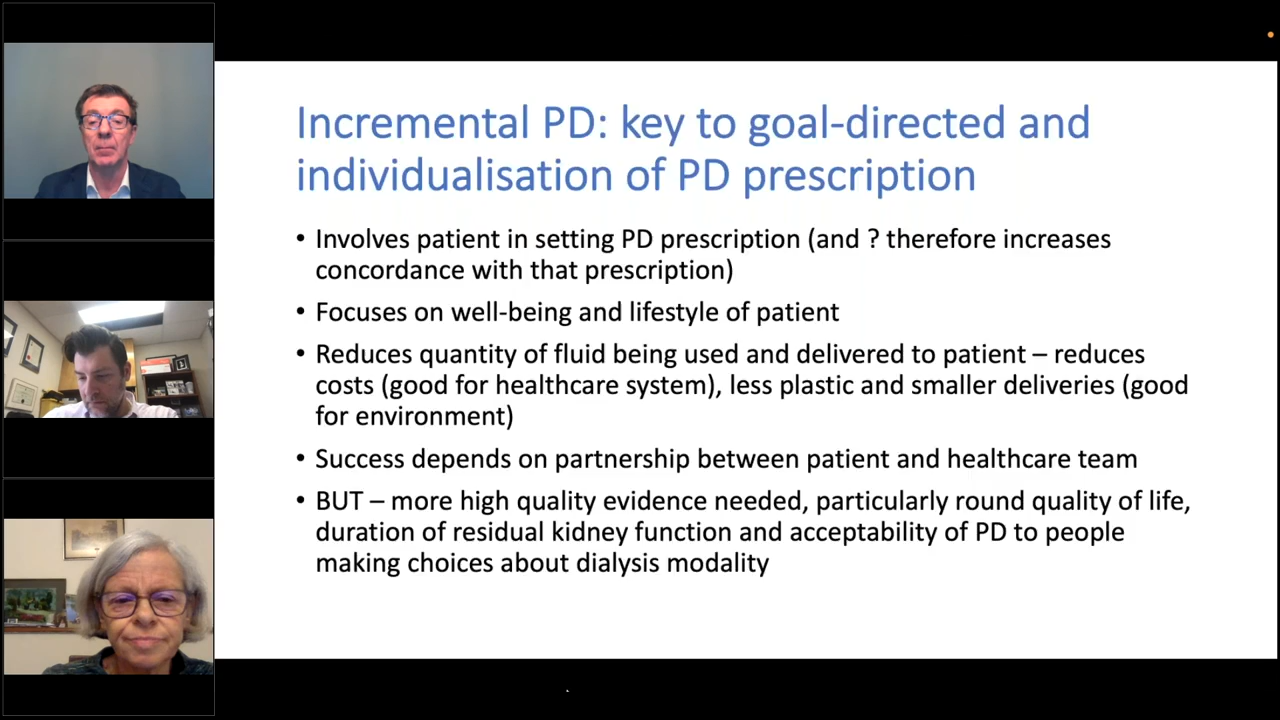 Incremental PD: key to goal-directed and
individualisation of PD prescription
• Involves patient in setting PD prescription (and ? therefore increases
concordance with that prescription)
• Focuses on well-being and lifestyle of patient
• Reduces quantity of fluid being used and delivered to patient – reduces
costs (good for healthcare system), less plastic and smaller deliveries (good
for environment)
• Success depends on partnership between patient and healthcare team
• BUT – more high quality evidence needed, particularly round quality of life,
duration of residual kidney function and acceptability of PD to people
making choices about dialysis modality